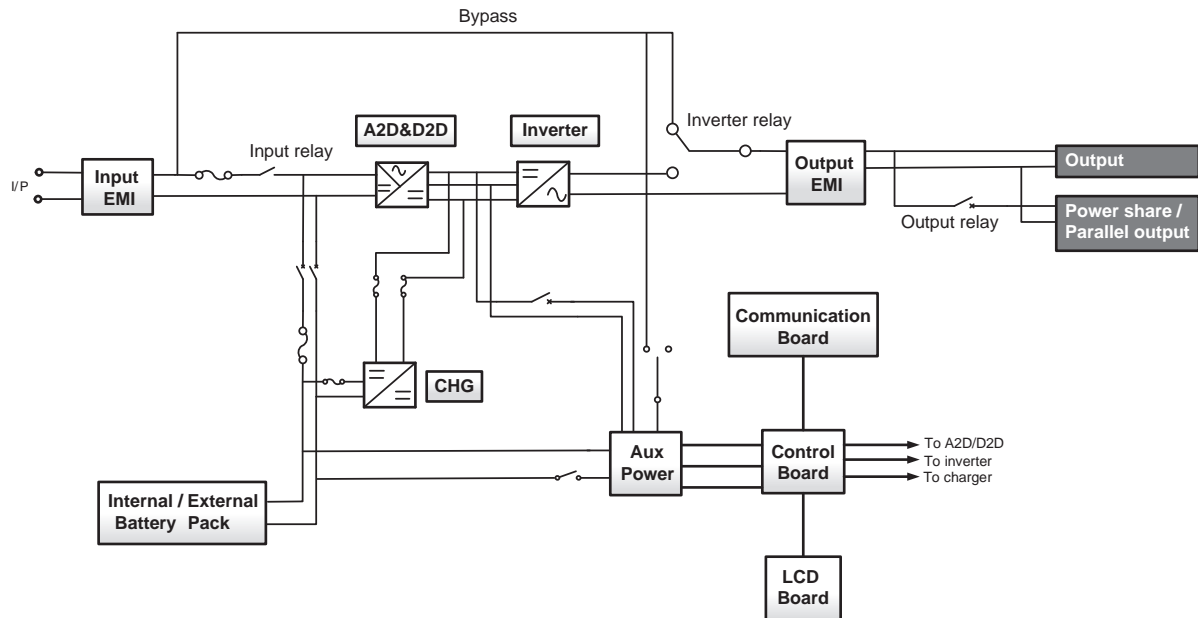 Bypass
A2D&D2D
Inverter
Inverter relay
Input relay
I/P
Input
EMI
Output
EMI
Output
Output relay
Power share /
Parallel output
Communication
Board
CHG
Aux
Power
Control
Board
To A2D/D2D
To inverter
To charger
Internal / External
Battery Pack
LCD
Board